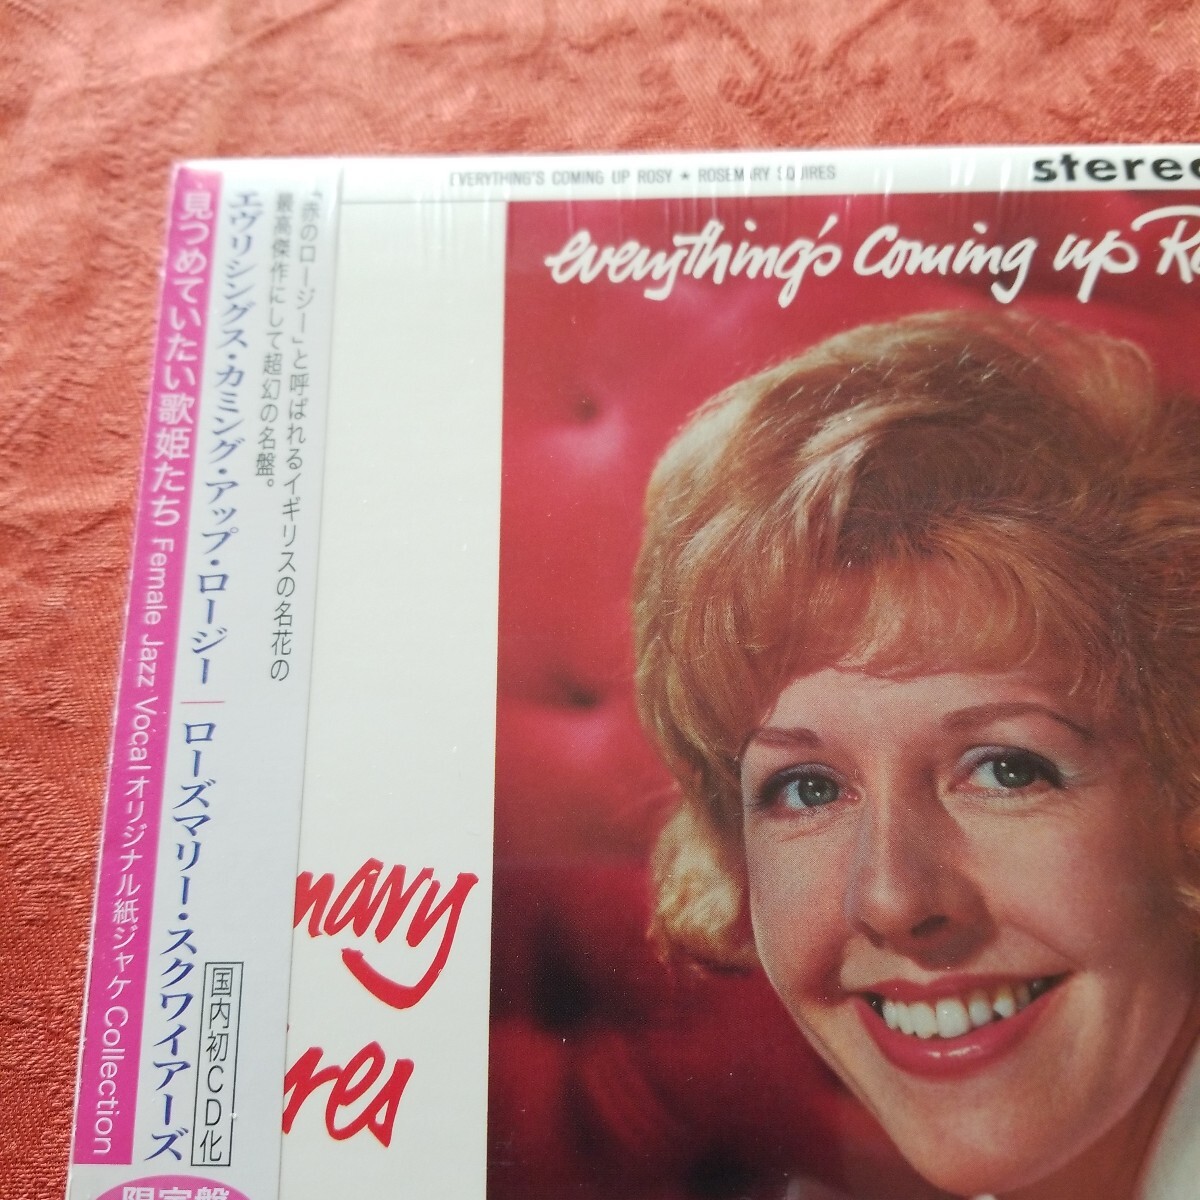 EVERYTHING'S COMING UP ROSY ★ ROSEMARY SQUIRES
stereo
everything's coming up Ro
mary
res
「赤のロージー」と呼ばれるイギリスの名花の
最高傑作にして超幻の名盤。
エヴリシングス・カミング・アップ・ロージー｜ローズマリー・スクワイアーズ
国内初CD化
見つめていたい歌姫たち Female Jazz Vocal オリジナル紙ジャケ Collection
限定盤